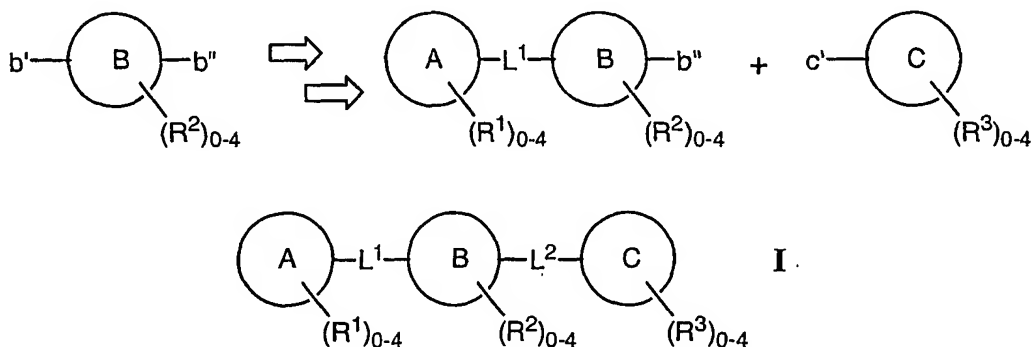 b' B b" A L¹ B b" + c' C
(R²)₀₋₄ (R¹)₀₋₄ (R²)₀₋₄ (R³)₀₋₄
A L¹ B L² C I
(R¹)₀₋₄ (R²)₀₋₄ (R³)₀₋₄